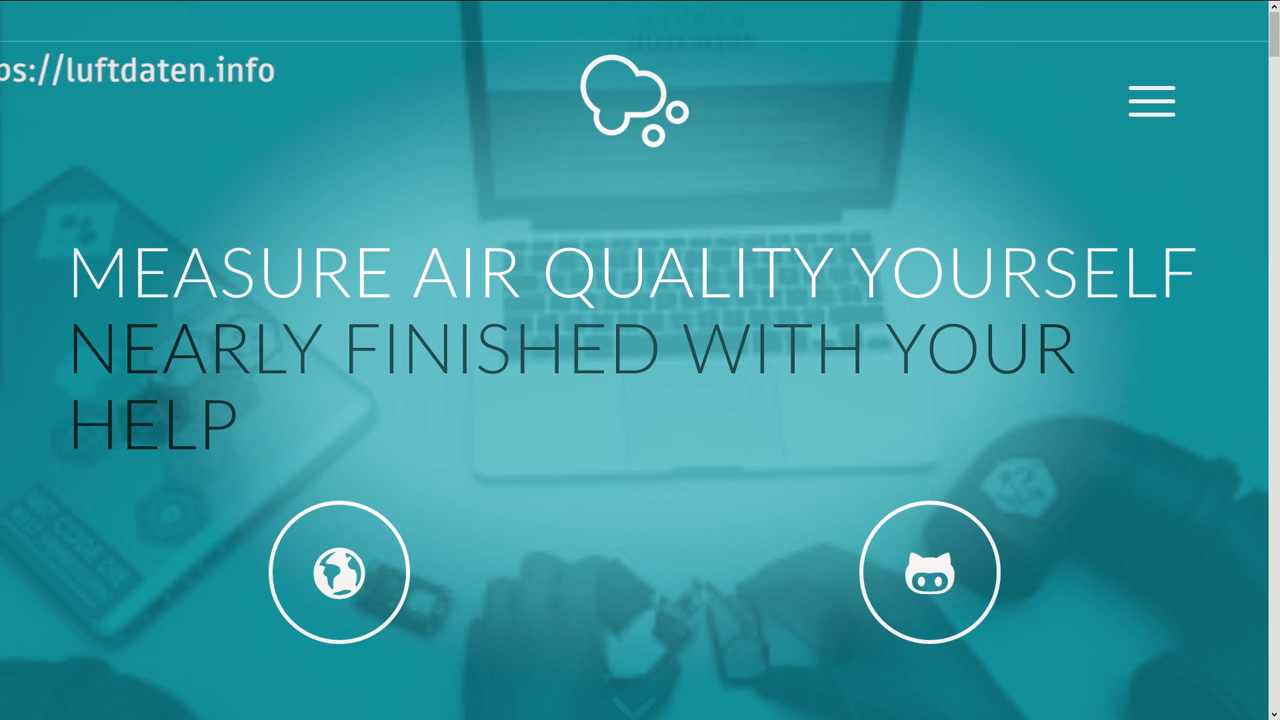 ps://luftdaten.info
MEASURE AIR QUALITY YOURSELF
NEARLY FINISHED WITH YOUR
HELP